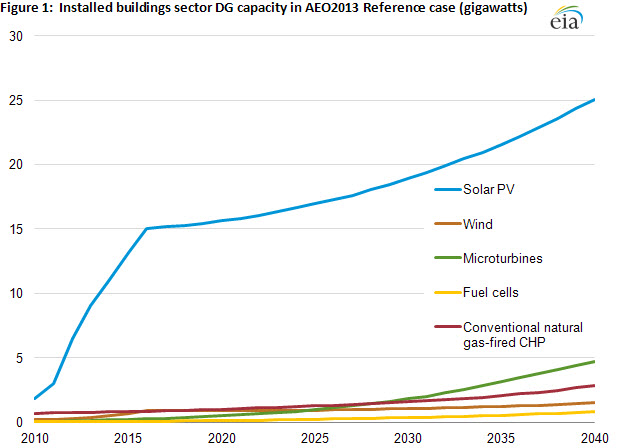 Figure 1: Installed buildings sector DG capacity in AEO2013 Reference case (gigawatts)
eia
30
25
20
15
10
5
0
Solar PV
Wind
Microturbines
Fuel cells
Conventional natural
gas-fired CHP
2010 2015 2020 2025 2030 2035 2040